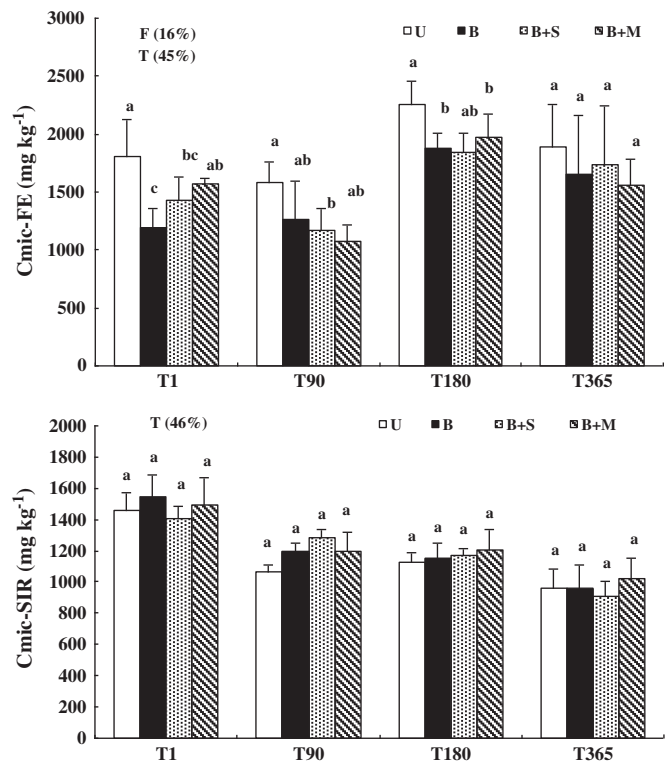 3000
F (16%)
T (45%)
U B B+S B+M
2500
2000
1500
1000
500
0
Cmic-FE (mg kg-1)
a c bc ab
a ab b ab
a b ab b
a a a a
T1 T90 T180 T365
2000
T (46%)
U B B+S B+M
1800
1600
1400
1200
1000
800
600
400
200
0
Cmic-SIR (mg kg-1)
a a a a
a a a a
a a a a
a a a a
T1 T90 T180 T365